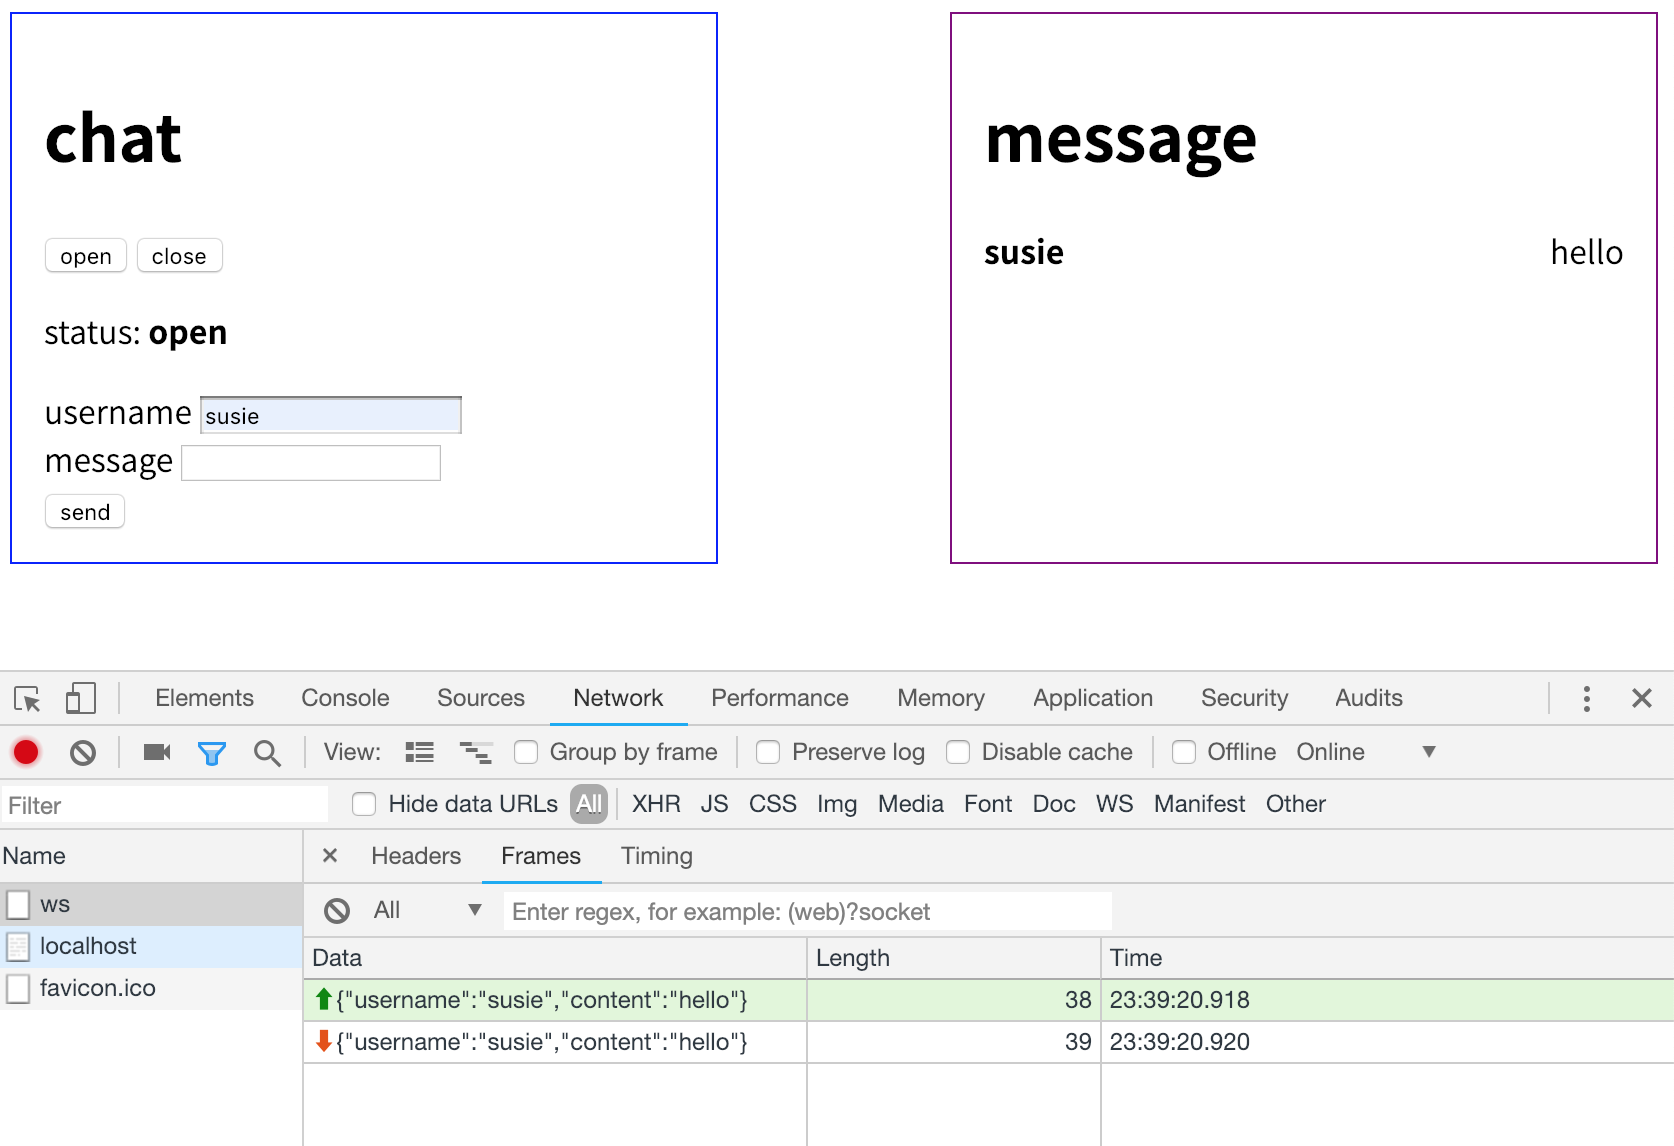 chat
open close
status: open
username susie
message
send
message
susie hello
Elements Console Sources Network Performance Memory Application Security Audits
View: Group by frame Preserve log Disable cache Offline Online
Filter Hide data URLs All XHR JS CSS Img Media Font Doc WS Manifest Other
Name
ws
localhost
favicon.ico
Headers Frames Timing
All Enter regex, for example: (web)?socket
Data Length Time
{"username":"susie","content":"hello"} 38 23:39:20.918
{"username":"susie","content":"hello"} 39 23:39:20.920